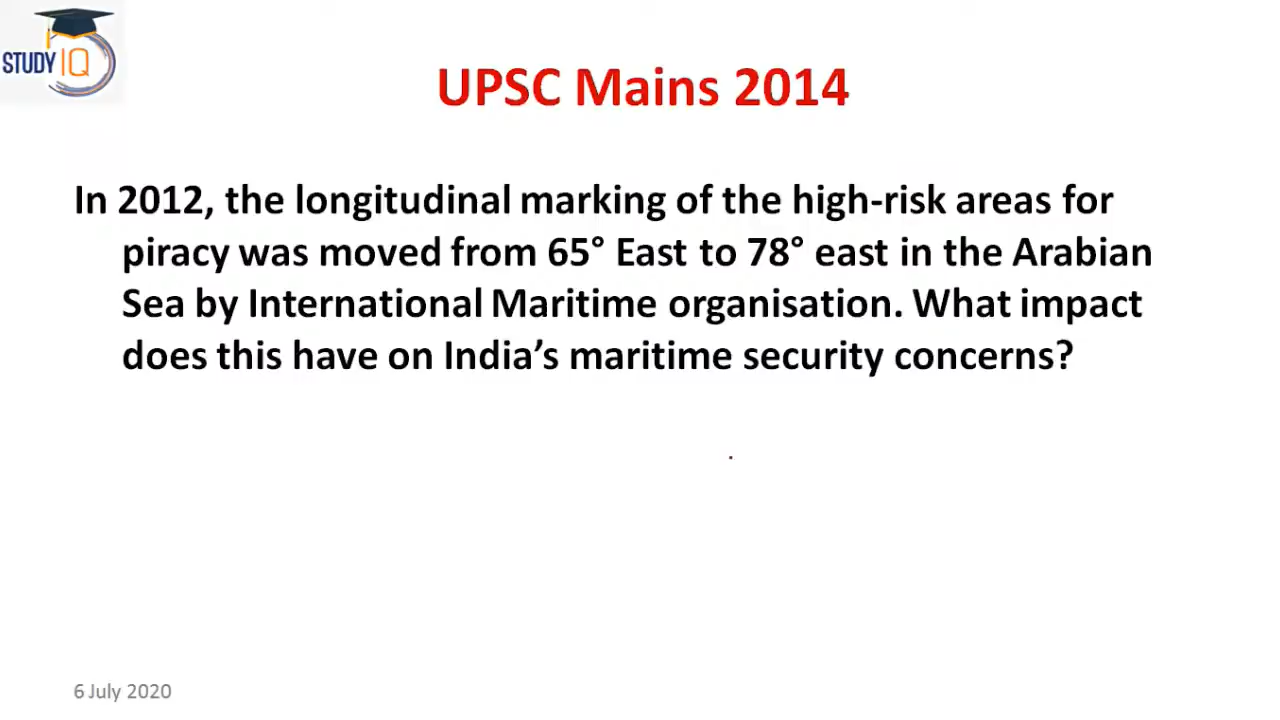 STUDY IQ
UPSC Mains 2014
In 2012, the longitudinal marking of the high-risk areas for
piracy was moved from 65° East to 78° east in the Arabian
Sea by International Maritime organisation. What impact
does this have on India’s maritime security concerns?
6 July 2020